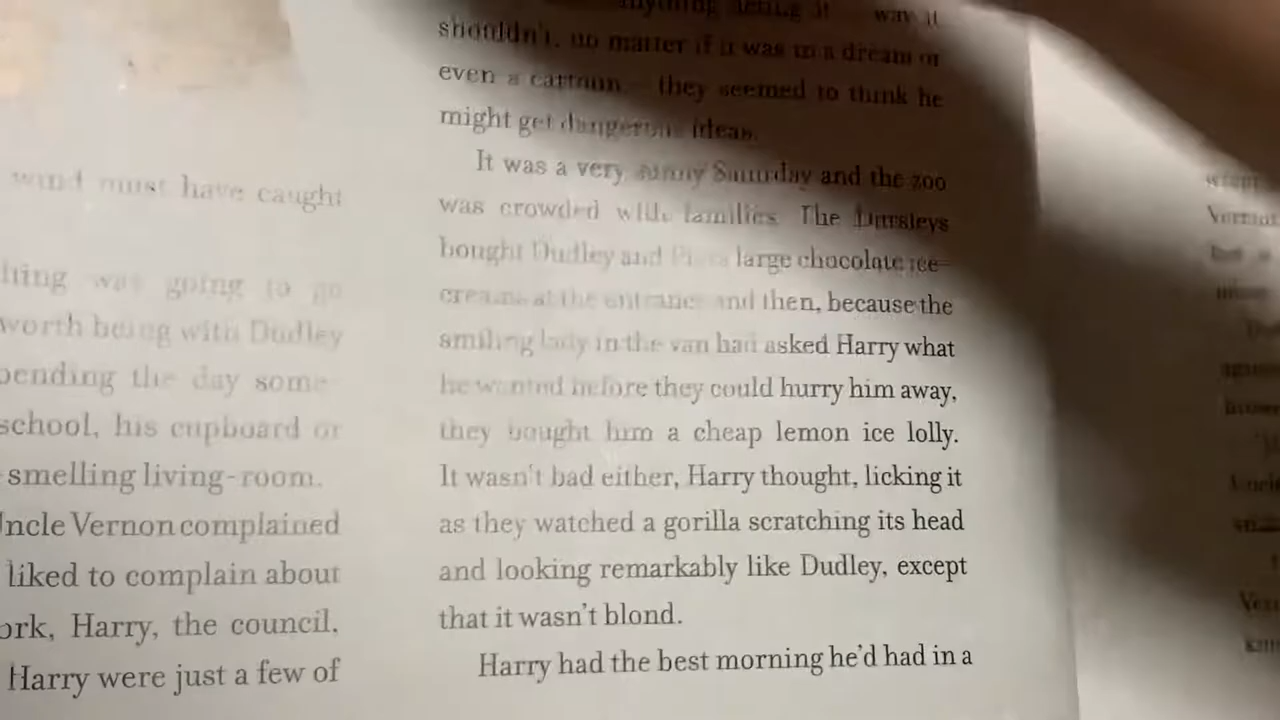 wind must have caught
was going to go
worth being with Dudley
the day some-
school, his cupboard or
smelling living-room.
Uncle Vernon complained
liked to complain about
Harry, the council,
Harry were just a few of
anything acting it way it
shouldn't, no matter if it was in a dream or
even a cartoon – they seemed to think he
might get dangerous ideas.
It was a very sunny Saturday and the zoo
was crowded with families. The Dursleys
bought Dudley and Piers large chocolate ice-
creams at the entrance and then, because the
smiling lady in the van had asked Harry what
he wanted before they could hurry him away,
they bought him a cheap lemon ice lolly.
It wasn't bad either, Harry thought, licking it
as they watched a gorilla scratching its head
and looking remarkably like Dudley, except
that it wasn't blond.
Harry had the best morning he'd had in a